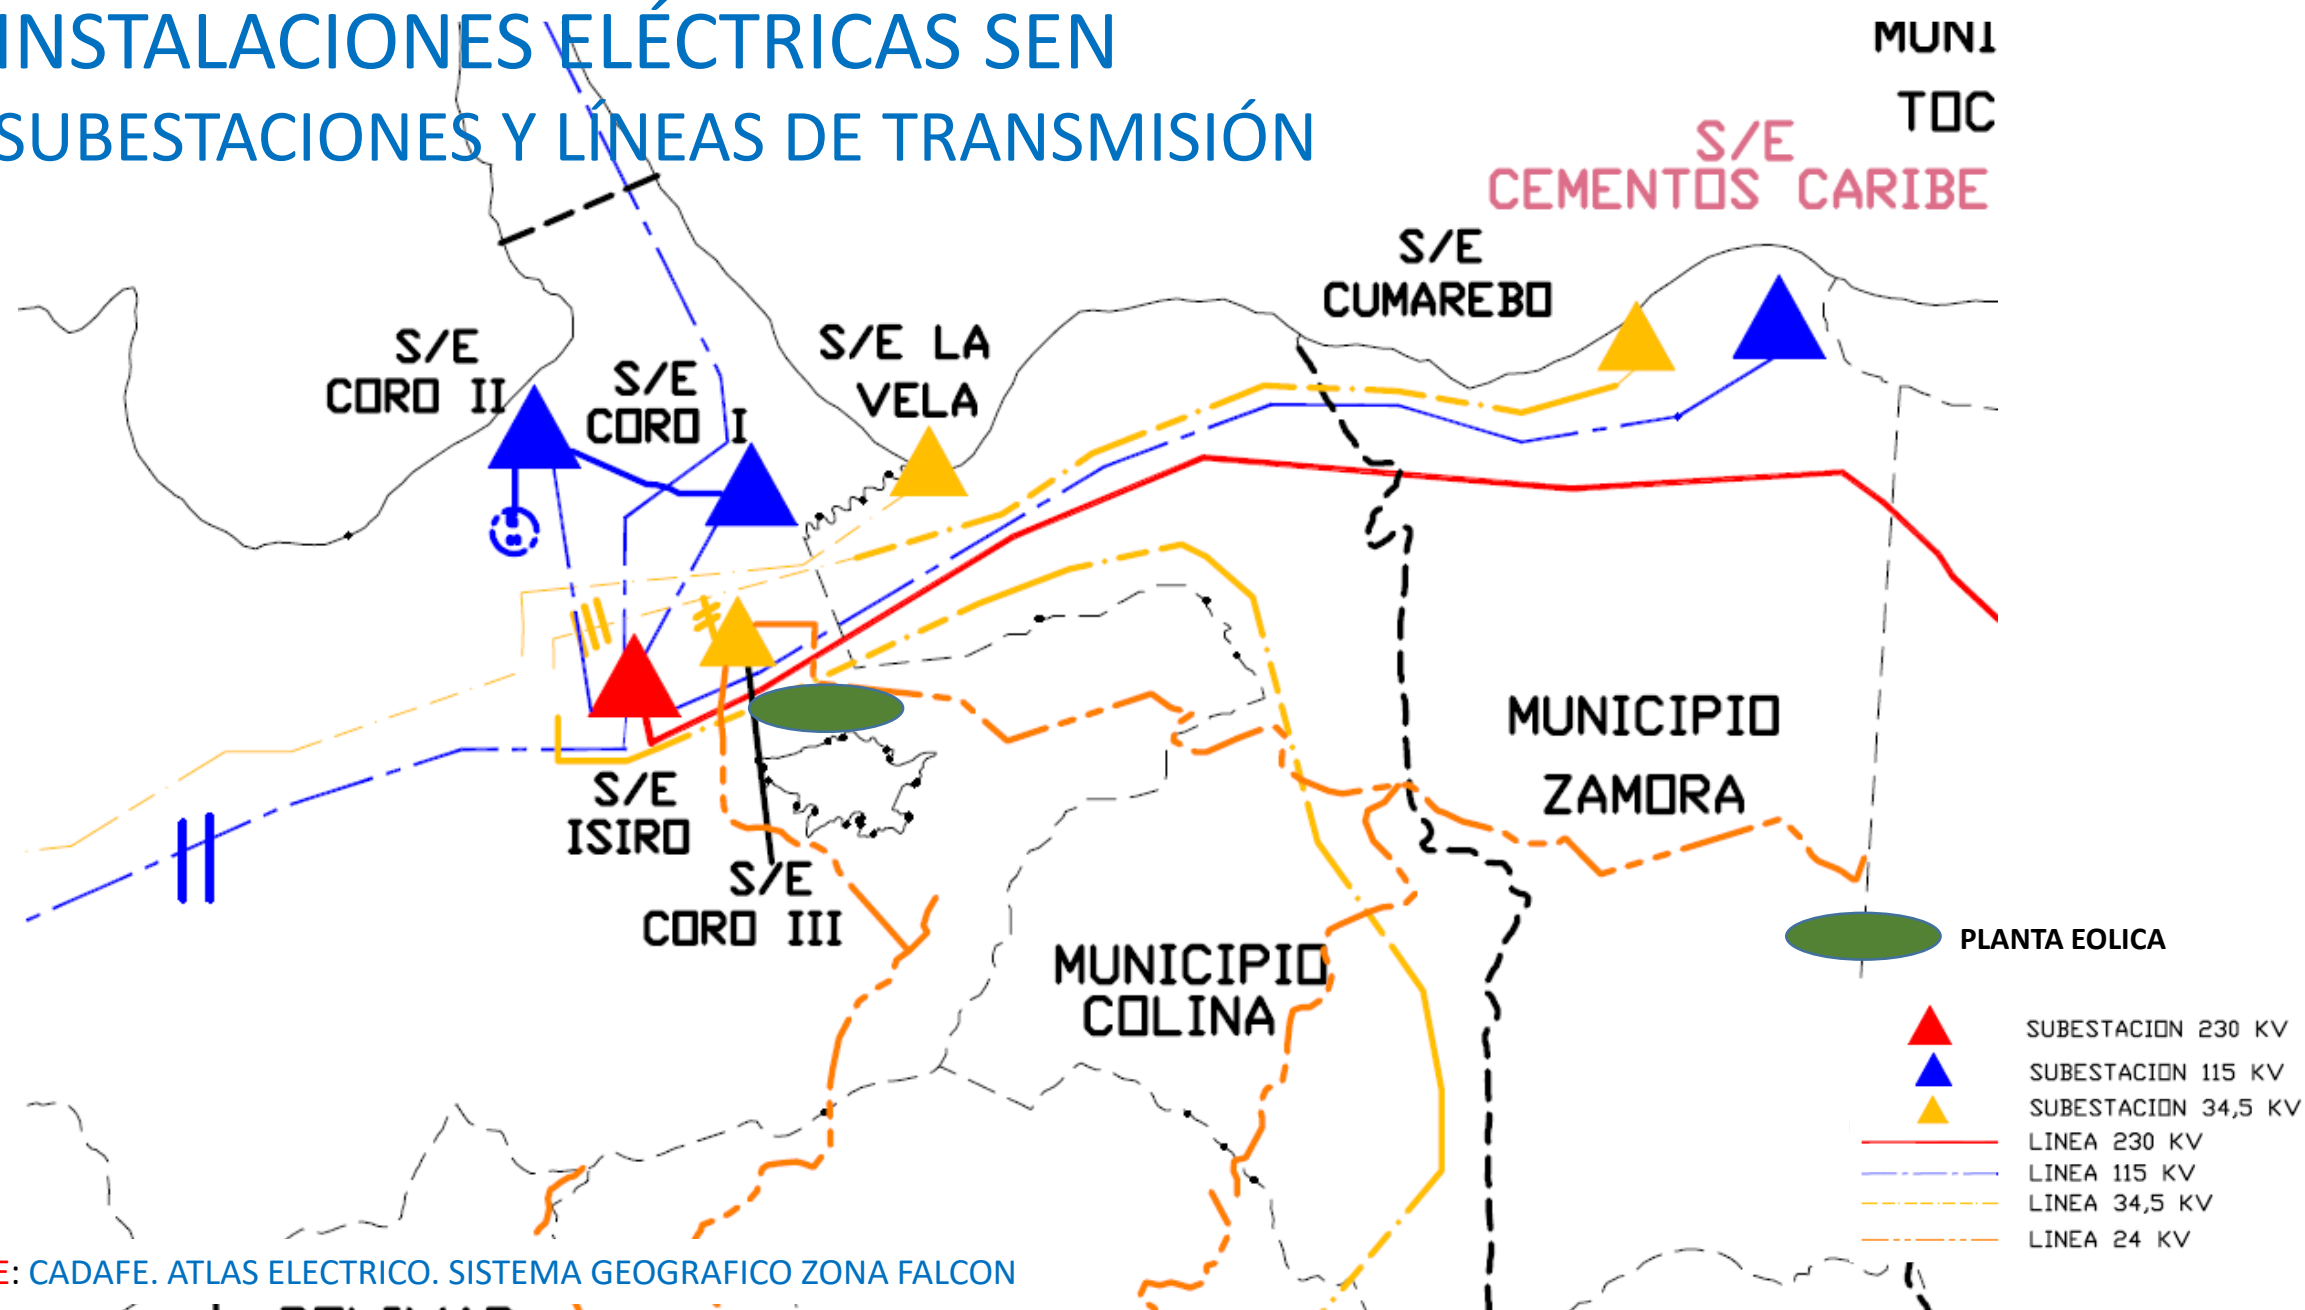 INSTALACIONES ELÉCTRICAS SEN
SUBESTACIONES Y LÍNEAS DE TRANSMISIÓN
MUNI
TOC
S/E
CEMENTOS CARIBE
S/E
CUMAREBO
S/E LA
VELA
S/E
CORO II
S/E
CORO I
S/E
ISIRO
S/E
CORO III
MUNICIPIO
ZAMORA
MUNICIPIO
COLINA
PLANTA EOLICA
SUBESTACION 230 KV
SUBESTACION 115 KV
SUBESTACION 34,5 KV
LINEA 230 KV
LINEA 115 KV
LINEA 34,5 KV
LINEA 24 KV
E: CADAFE. ATLAS ELECTRICO. SISTEMA GEOGRAFICO ZONA FALCON